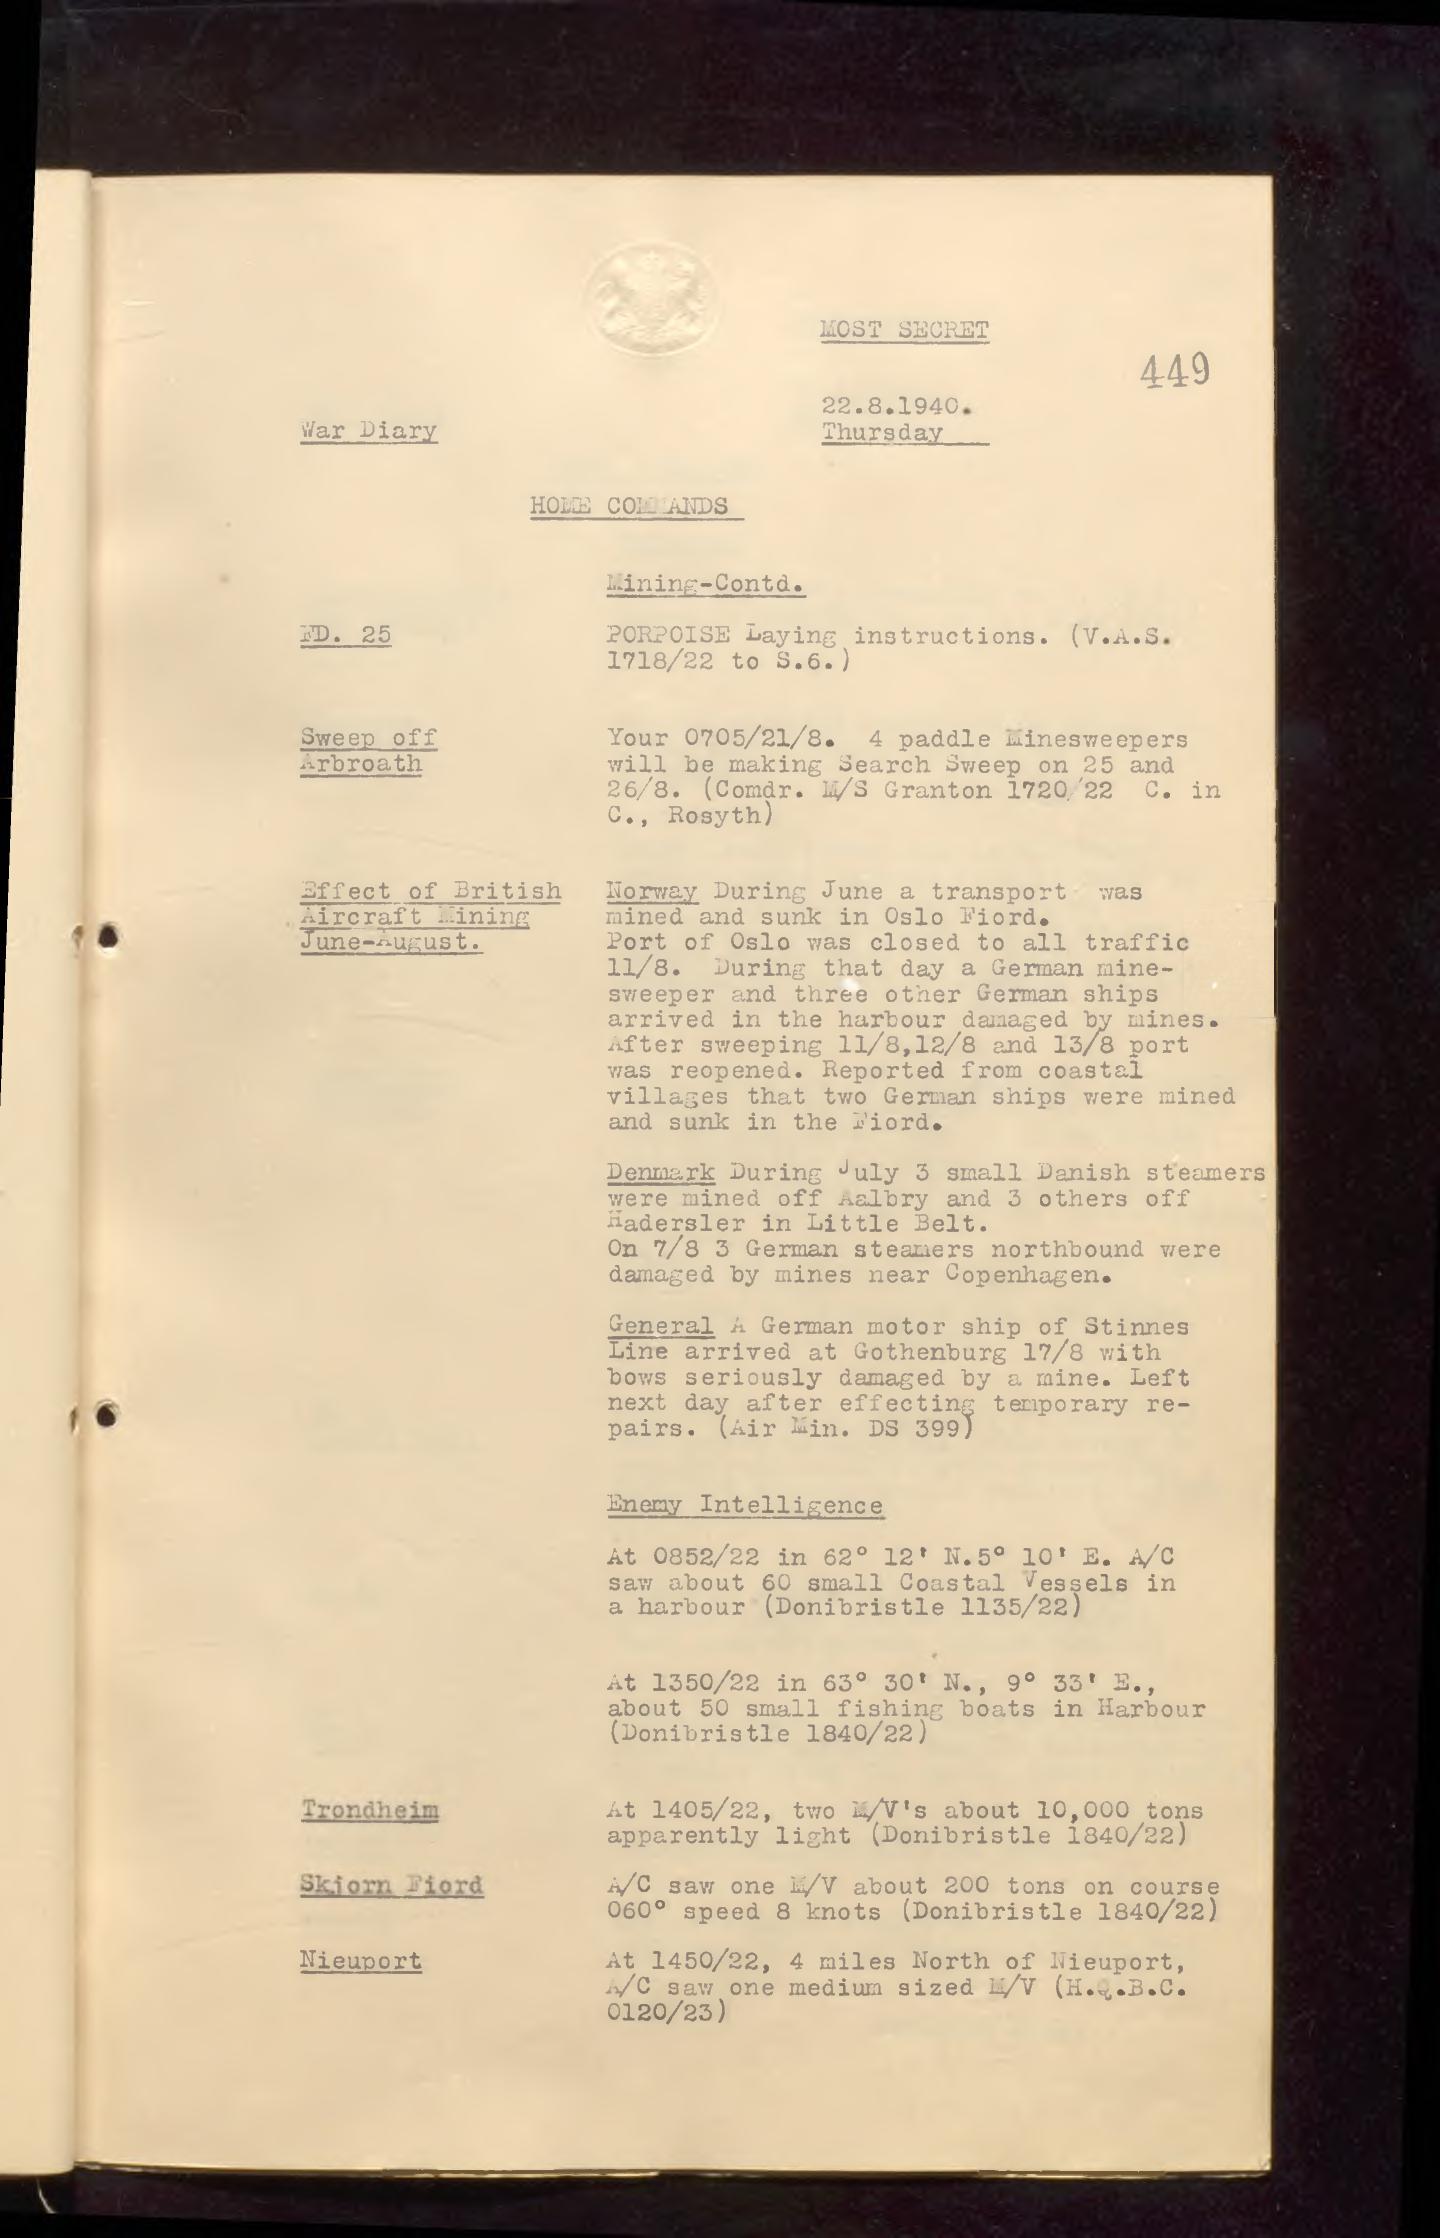 MOST SECRET
449
22.8.1940.
War Diary
Thursday
HOME COMMANDS
Mining-Contd.
FD. 25
PORPOISE Laying instructions. (V.A.S.
1718/22 to S.6.)
Sweep off
Arbroath
Your 0705/21/8. 4 paddle Minesweepers
will be making Search Sweep on 25 and
26/8. (Comdr. M/S Granton 1720/22 C. in
C., Rosyth)
Effect of British
Aircraft Mining
June-August.
Norway During June a transport was
mined and sunk in Oslo Fiord.
Port of Oslo was closed to all traffic
11/8. During that day a German mine-
sweeper and three other German ships
arrived in the harbour damaged by mines.
After sweeping 11/8,12/8 and 13/8 port
was reopened. Reported from coastal
villages that two German ships were mined
and sunk in the Fiord.
Denmark During July 3 small Danish steamers
were mined off Aalbry and 3 others off
Hadersler in Little Belt.
On 7/8 3 German steamers northbound were
damaged by mines near Copenhagen.
General A German motor ship of Stinnes
Line arrived at Gothenburg 17/8 with
bows seriously damaged by a mine. Left
next day after effecting temporary re-
pairs. (Air Min. DS 399)
Enemy Intelligence
At 0852/22 in 62° 12' N.5° 10' E. A/C
saw about 60 small Coastal Vessels in
a harbour (Donibristle 1135/22)
At 1350/22 in 63° 30' N., 9° 33' E.,
about 50 small fishing boats in Harbour
(Donibristle 1840/22)
Trondheim
At 1405/22, two M/V's about 10,000 tons
apparently light (Donibristle 1840/22)
Skjorn Fiord
A/C saw one M/V about 200 tons on course
060° speed 8 knots (Donibristle 1840/22)
Nieuport
At 1450/22, 4 miles North of Nieuport,
A/C saw one medium sized M/V (H.Q.B.C.
0120/23)